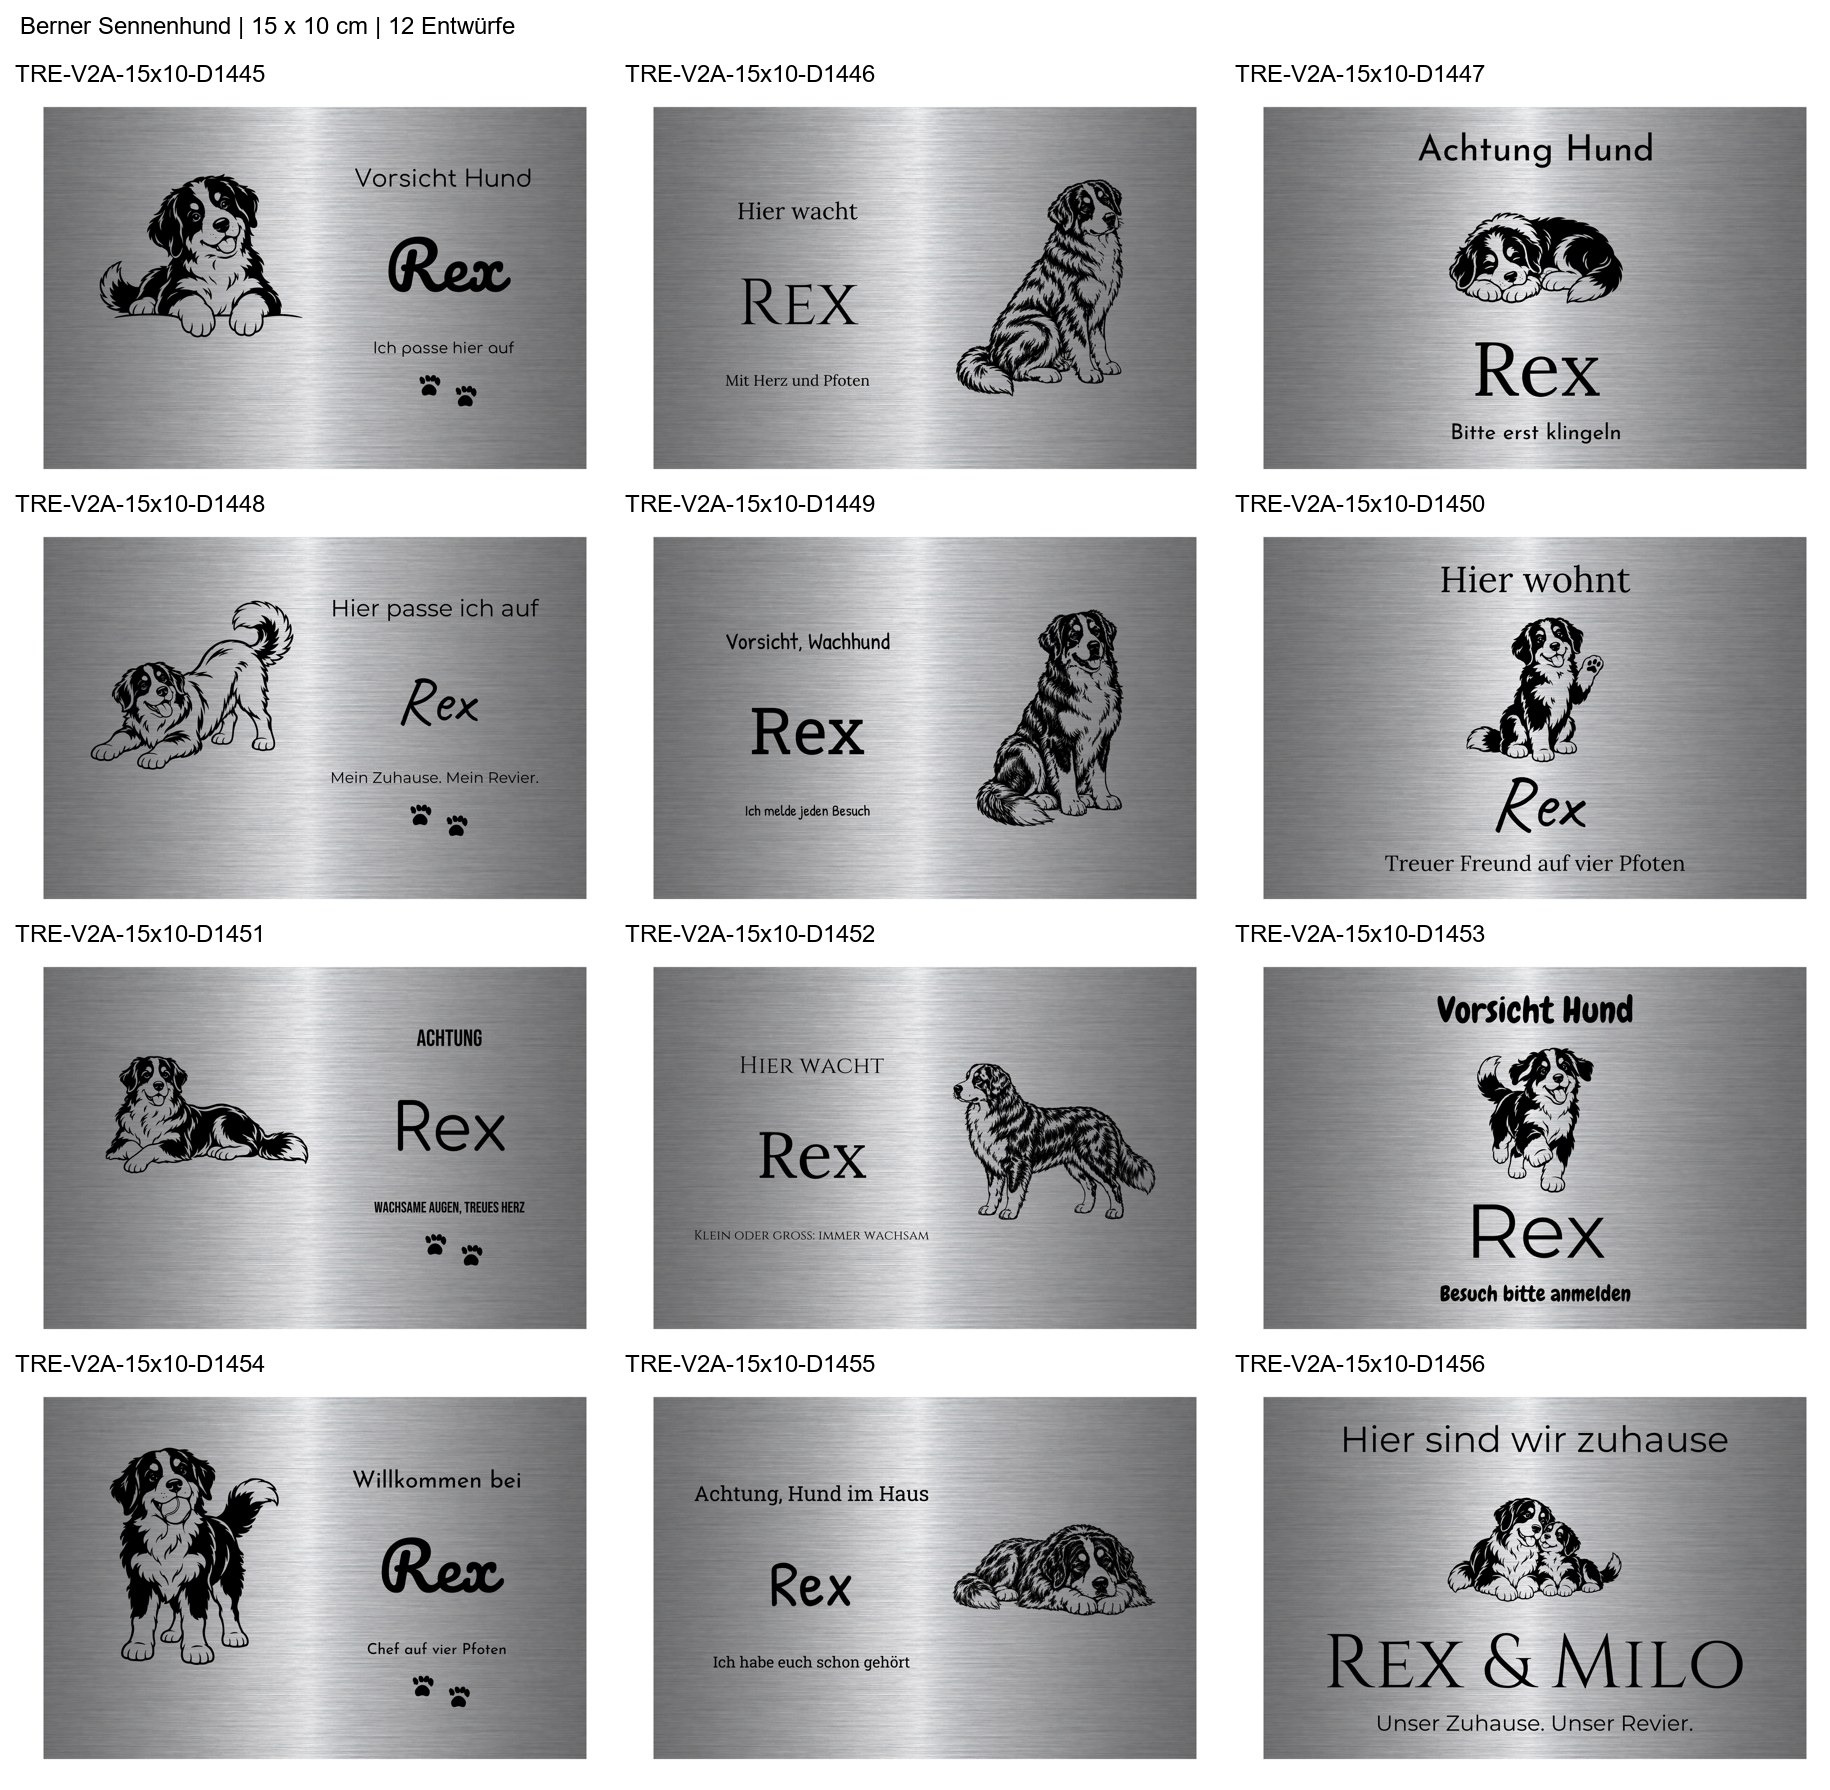 Berner Sennenhund | 15 x 10 cm | 12 Entwürfe
TRE-V2A-15x10-D1445
Vorsicht Hund
Rex
Ich passe hier auf
TRE-V2A-15x10-D1446
Hier wacht
REX
Mit Herz und Pfoten
TRE-V2A-15x10-D1447
Achtung Hund
Rex
Bitte erst klingeln
TRE-V2A-15x10-D1448
Hier passe ich auf
Rex
Mein Zuhause. Mein Revier.
TRE-V2A-15x10-D1449
Vorsicht, Wachhund
Rex
Ich melde jeden Besuch
TRE-V2A-15x10-D1450
Hier wohnt
Rex
Treuer Freund auf vier Pfoten
TRE-V2A-15x10-D1451
ACHTUNG
Rex
WACHSAME AUGEN, TREUES HERZ
TRE-V2A-15x10-D1452
HIER WACHT
Rex
KLEIN ODER GROSS: IMMER WACHSAM
TRE-V2A-15x10-D1453
Vorsicht Hund
Rex
Besuch bitte anmelden
TRE-V2A-15x10-D1454
Willkommen bei
Rex
Chef auf vier Pfoten
TRE-V2A-15x10-D1455
Achtung, Hund im Haus
Rex
Ich habe euch schon gehört
TRE-V2A-15x10-D1456
Hier sind wir zuhause
REX & MILO
Unser Zuhause. Unser Revier.